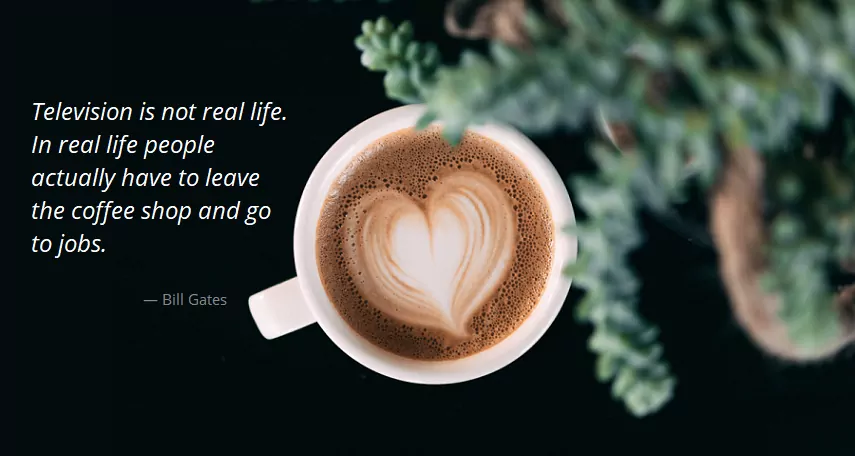 Television is not real life.
In real life people
actually have to leave
the coffee shop and go
to jobs.
— Bill Gates